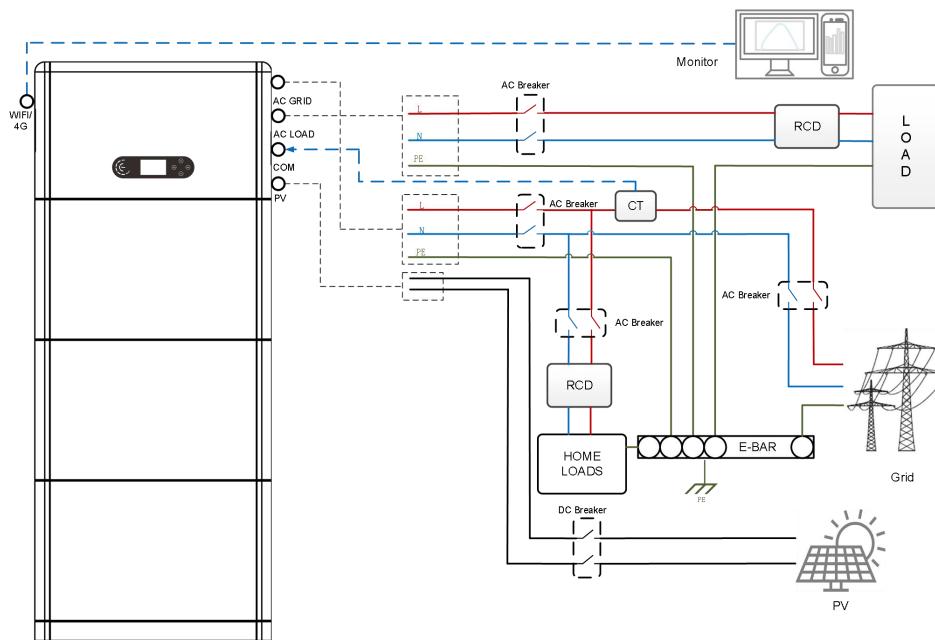 Monitor
AC Breaker
WIFI/
4G
AC GRID
L
RCD
L
O
A
D
AC LOAD
N
COM
PE
PV
L
AC Breaker
CT
N
PE
AC Breaker
AC Breaker
RCD
HOME
LOADS
E-BAR
Grid
PE
DC Breaker
PV